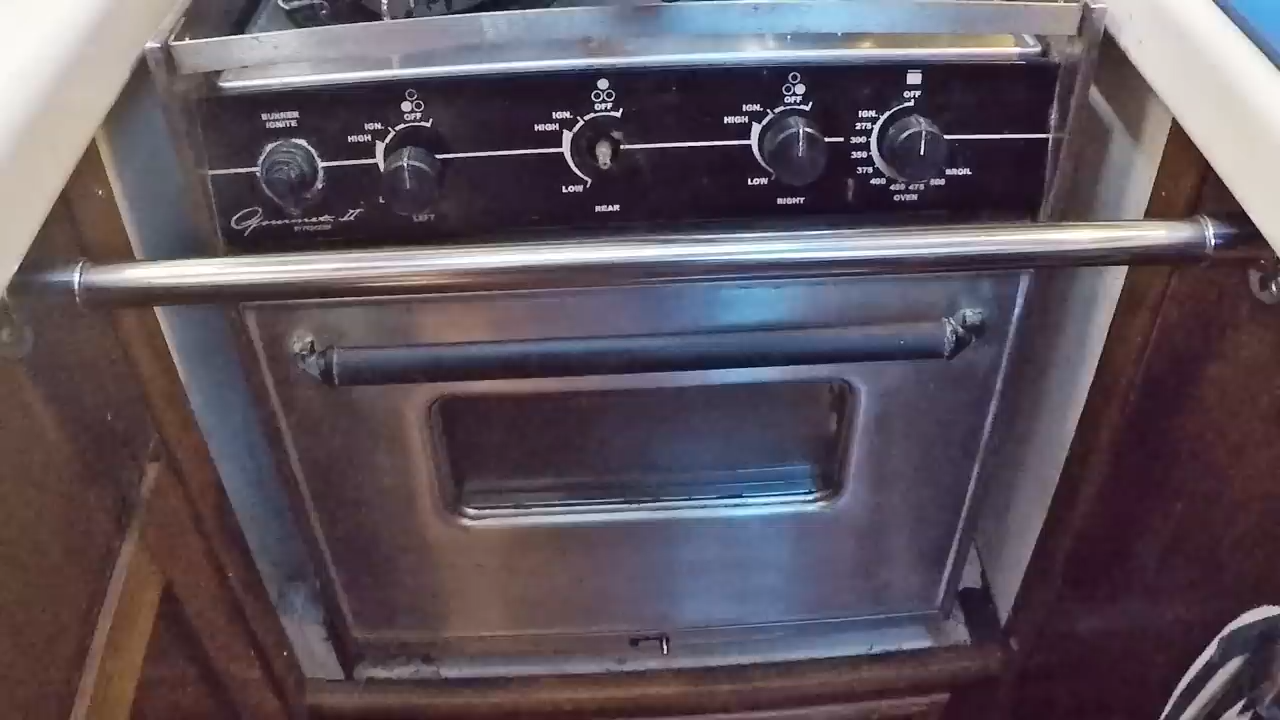 BURNER
IGNITE
OFF
IGN.
HIGH
L
LEFT
OFF
IGN.
HIGH
LOW
REAR
OFF
IGN.
HIGH
LOW
RIGHT
OFF
IGN.
275
300
350
375
400
450 475
500
BROIL
OVEN
Gourmet II